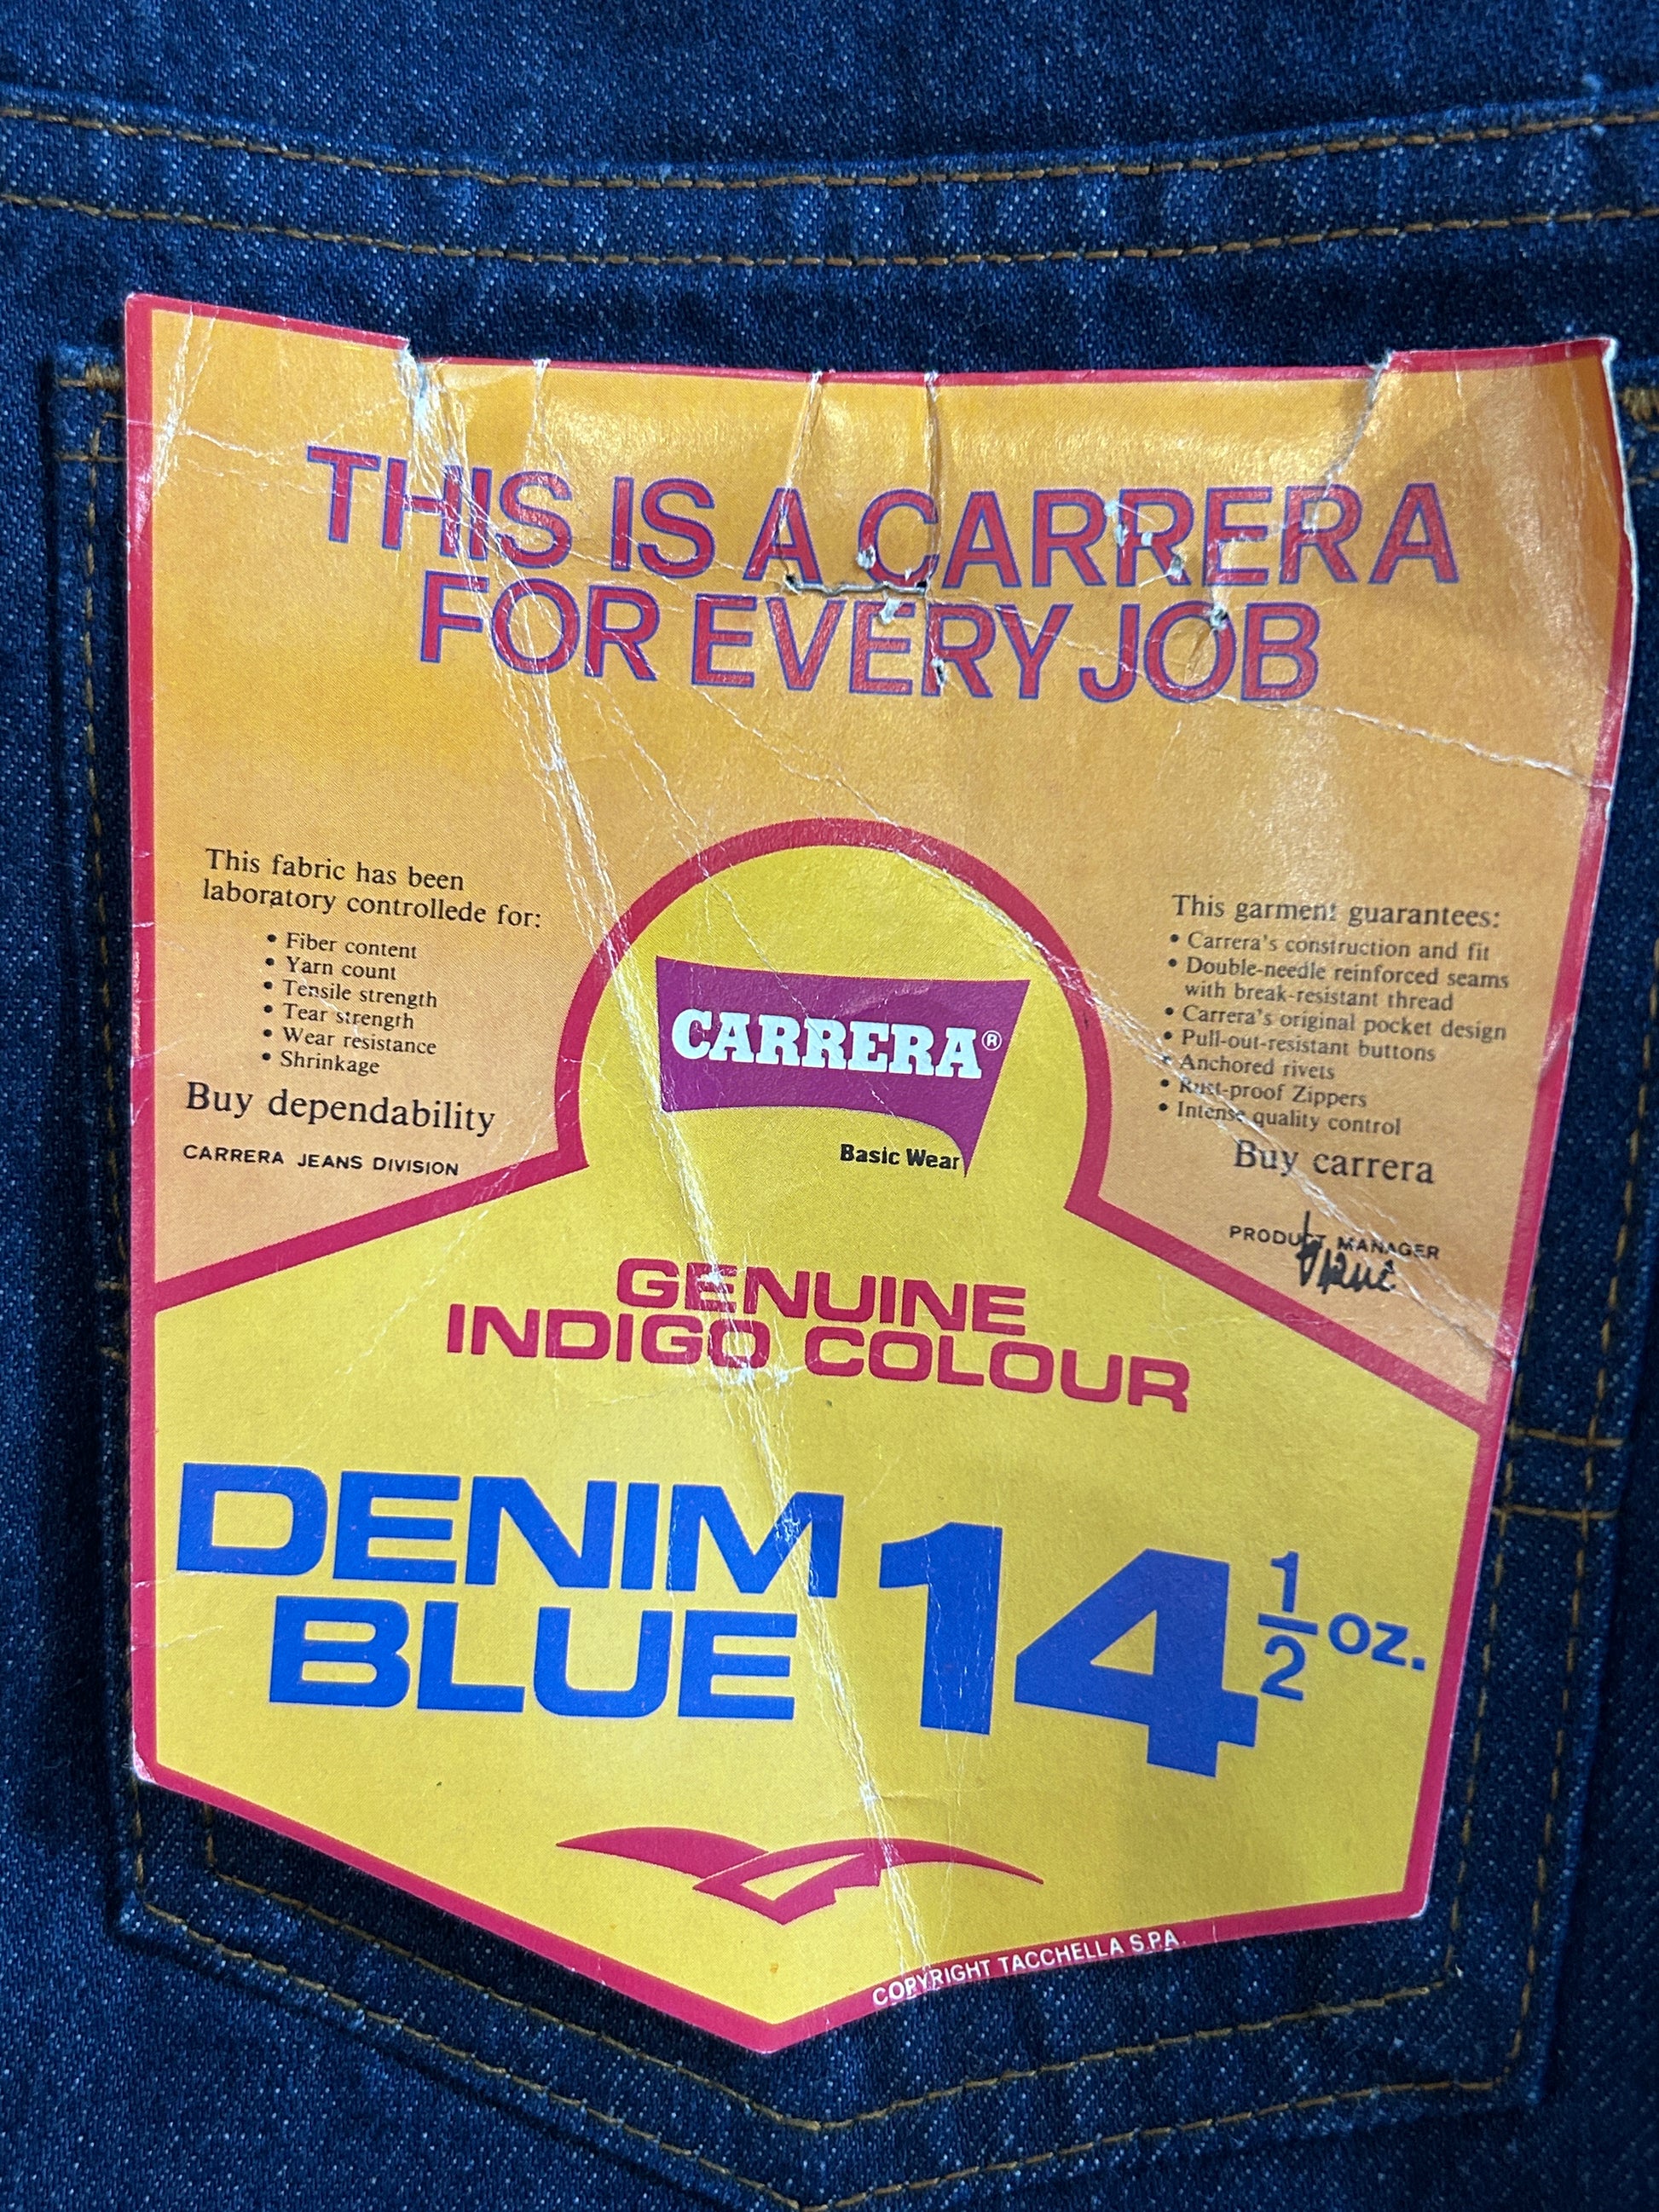 THIS IS A CARRERA
FOR EVERY JOB
This fabric has been
laboratory controllede for:
• Fiber content
• Yarn count
• Tensile strength
• Tear strength
• Wear resistance
• Shrinkage
Buy dependability
CARRERA JEANS DIVISION
CARRERA®
Basic Wear
This garment guarantees:
• Carrera's construction and fit
• Double-needle reinforced seams
with break-resistant thread
• Carrera's original pocket design
• Pull-out-resistant buttons
• Anchored rivets
• Rust-proof Zippers
• Intense quality control
Buy carrera
PRODUCT MANAGER
GENUINE
INDIGO COLOUR
DENIM
BLUE 14 1/2 oz.
COPYRIGHT TACCHELLA S.P.A.